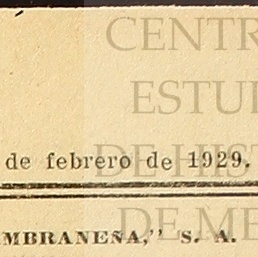 CENTR
ESTU
de febrero de 1929.
DE HIST
MBRANEÑA," S. A.
DE ME